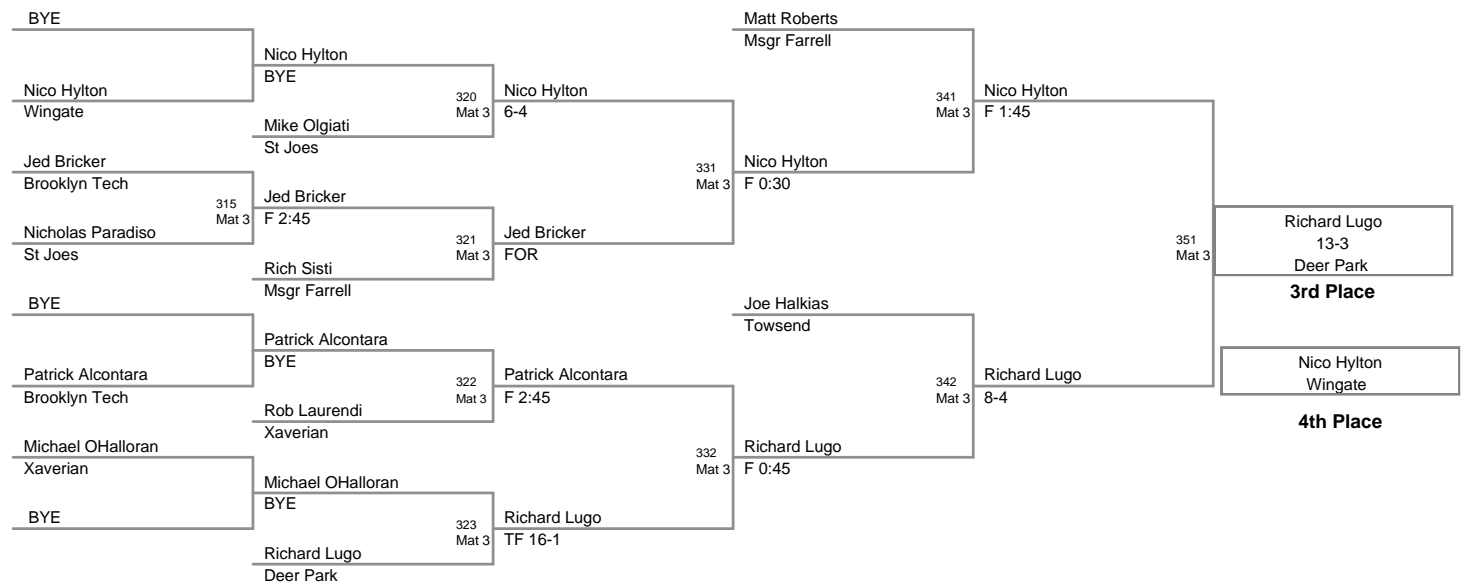 BYE
Nico Hylton
Wingate
Jed Bricker
Brooklyn Tech
315
Mat 3
Nicholas Paradiso
St Joes
BYE
Patrick Alcontara
Brooklyn Tech
Michael OHalloran
Xaverian
BYE
Nico Hylton
BYE
320
Mat 3
Mike Olgiati
St Joes
Jed Bricker
F 2:45
321
Mat 3
Rich Sisti
Msgr Farrell
Patrick Alcontara
BYE
322
Mat 3
Rob Laurendi
Xaverian
Michael OHalloran
BYE
323
Mat 3
Richard Lugo
Deer Park
Nico Hylton
6-4
331
Mat 3
Jed Bricker
FOR
Patrick Alcontara
F 2:45
332
Mat 3
Richard Lugo
TF 16-1
Matt Roberts
Msgr Farrell
341
Mat 3
Nico Hylton
F 0:30
Joe Halkias
Towsend
342
Mat 3
Richard Lugo
F 0:45
Nico Hylton
F 1:45
351
Mat 3
Richard Lugo
8-4
Richard Lugo
13-3
Deer Park
3rd Place
Nico Hylton
Wingate
4th Place